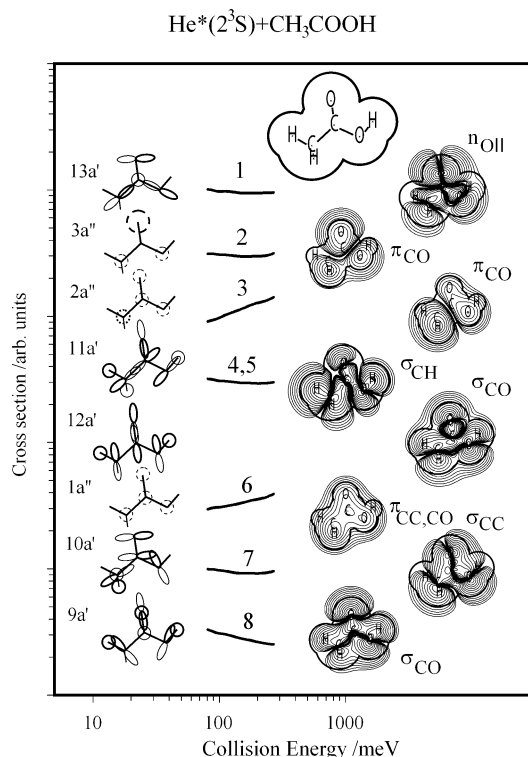 He*(2³S)+CH₃COOH
O
C
H
C
O
H
H
n_OII
13a'
1
3a"
2
π_CO
π_CO
2a"
3
11a'
4,5
σ_CH
σ_CO
12a'
1a"
6
π_CC,CO
σ_CC
10a'
7
9a'
8
σ_CO
Cross section /arb. units
10
100
1000
Collision Energy /meV